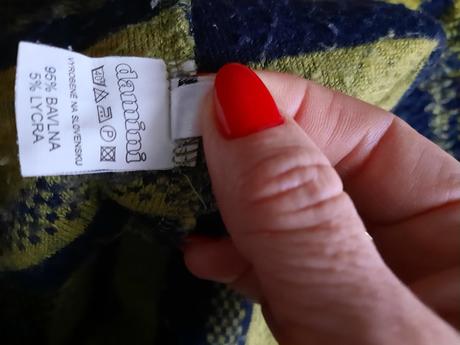 damini
VYROBENÉ NA SLOVENSKU
95% BAVLNA
5% LYCRA